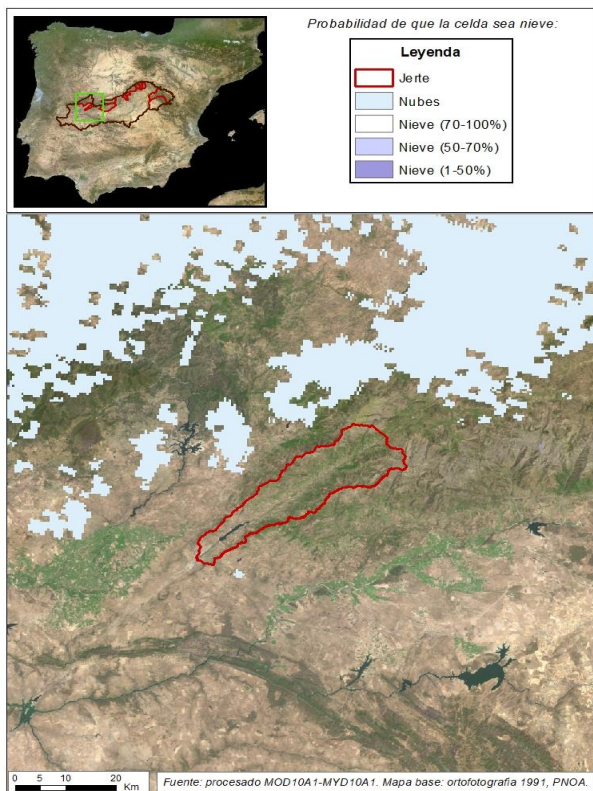 Probabilidad de que la celda sea nieve:
Leyenda
Jerte
Nubes
Nieve (70-100%)
Nieve (50-70%)
Nieve (1-50%)
0 5 10 20
Km
Fuente: procesado MOD10A1-MYD10A1. Mapa base: ortofotografía 1991, PNOA.